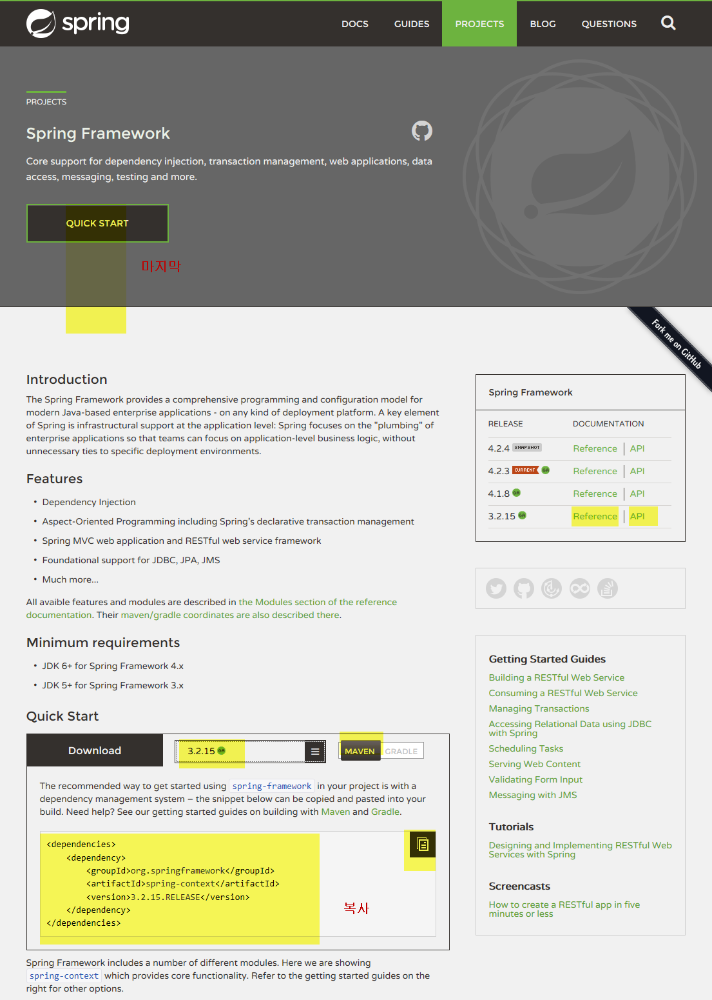 spring
DOCS GUIDES PROJECTS BLOG QUESTIONS
PROJECTS
Spring Framework
Core support for dependency injection, transaction management, web applications, data
access, messaging, testing and more.
QUICK START
마지막
Fork me on GitHub
Introduction
The Spring Framework provides a comprehensive programming and configuration model for
modern Java-based enterprise applications - on any kind of deployment platform. A key element
of Spring is infrastructural support at the application level: Spring focuses on the "plumbing" of
enterprise applications so that teams can focus on application-level business logic, without
unnecessary ties to specific deployment environments.
Features
• Dependency Injection
• Aspect-Oriented Programming including Spring's declarative transaction management
• Spring MVC web application and RESTful web service framework
• Foundational support for JDBC, JPA, JMS
• Much more...
All avaible features and modules are described in the Modules section of the reference
documentation. Their maven/gradle coordinates are also described there.
Minimum requirements
• JDK 6+ for Spring Framework 4.x
• JDK 5+ for Spring Framework 3.x
Quick Start
Download 3.2.15 GA MAVEN GRADLE
The recommended way to get started using spring-framework in your project is with a
dependency management system – the snippet below can be copied and pasted into your
build. Need help? See our getting started guides on building with Maven and Gradle.
<dependencies>
    <dependency>
        <groupId>org.springframework</groupId>
        <artifactId>spring-context</artifactId>
        <version>3.2.15.RELEASE</version>
    </dependency>
</dependencies>
복사
Spring Framework includes a number of different modules. Here we are showing
spring-context which provides core functionality. Refer to the getting started guides on the
right for other options.
Spring Framework
RELEASE DOCUMENTATION
4.2.4 SNAPSHOT Reference | API
4.2.3 CURRENT GA Reference | API
4.1.8 GA Reference | API
3.2.15 GA Reference | API
Getting Started Guides
Building a RESTful Web Service
Consuming a RESTful Web Service
Managing Transactions
Accessing Relational Data using JDBC
with Spring
Scheduling Tasks
Serving Web Content
Validating Form Input
Messaging with JMS
Tutorials
Designing and Implementing RESTful Web
Services with Spring
Screencasts
How to create a RESTful app in five
minutes or less